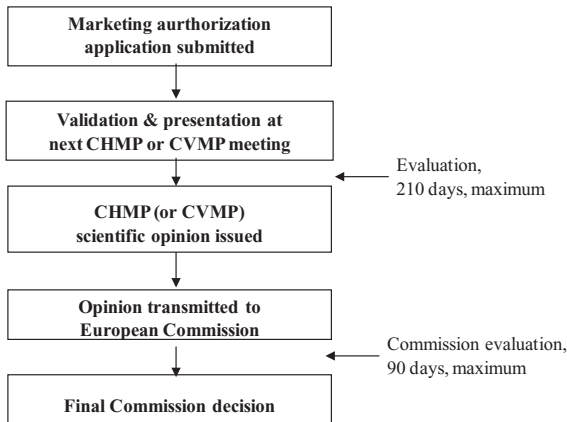 Marketing aurthorization
application submitted
Validation & presentation at
next CHMP or CVMP meeting
Evaluation,
210 days, maximum
CHMP (or CVMP)
scientific opinion issued
Opinion transmitted to
European Commission
Commission evaluation,
90 days, maximum
Final Commission decision